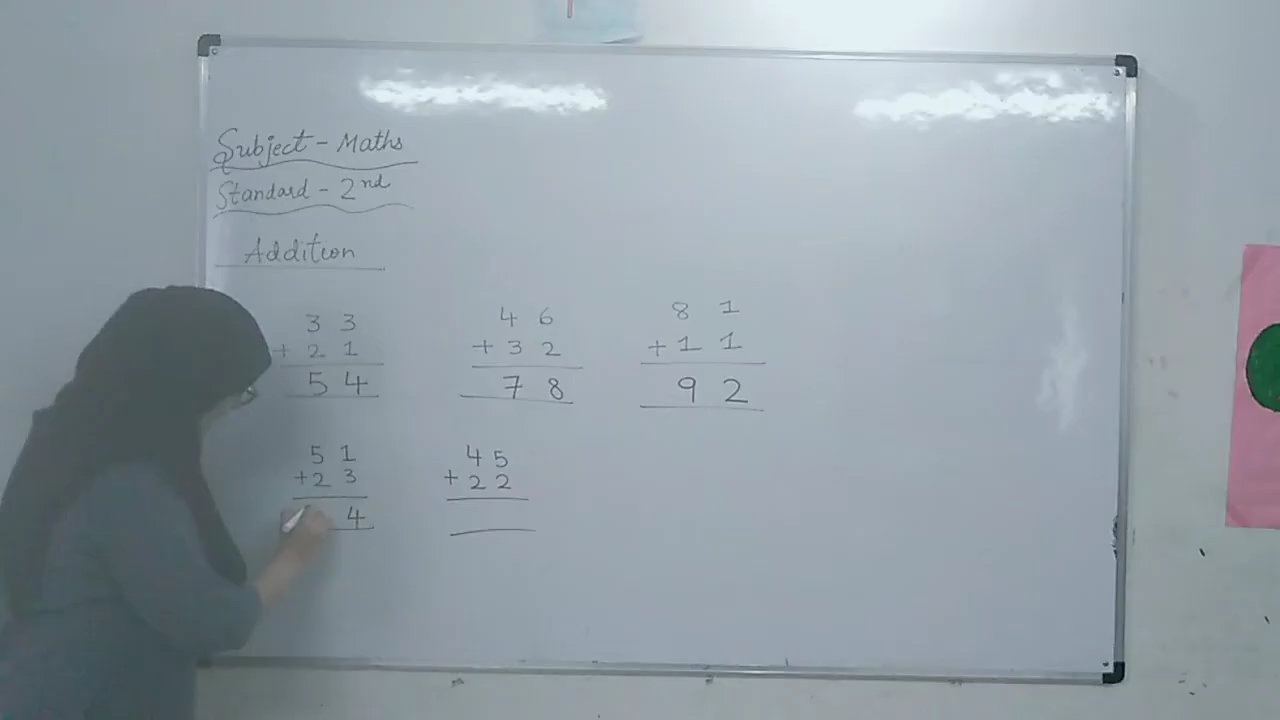 Subject - Maths
Standard - 2nd
Addition
3 3
+ 2 1
5 4
4 6
+ 3 2
7 8
8 1
+ 1 1
9 2
5 1
+ 2 3
4
4 5
+ 2 2